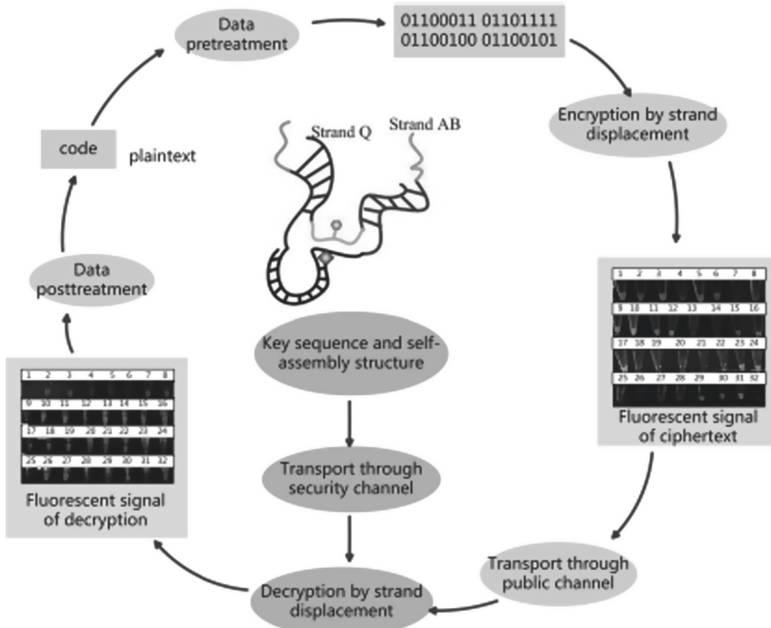 Data
pretreatment
01100011 01101111
01100100 01100101
Encryption by strand
displacement
code
plaintext
Strand Q
Strand AB
Data
posttreatment
Key sequence and self-
assembly structure
1 2 3 4 5 6 7 8
9 10 11 12 13 14 15 16
17 18 19 20 21 22 23 24
25 26 27 28 29 30 31 32
Fluorescent signal
of ciphertext
1 2 3 4 5 6 7 8
9 10 11 12 13 14 15 16
17 18 19 20 21 22 23 24
25 26 27 28 29 30 31 32
Fluorescent signal
of decryption
Transport through
security channel
Transport through
public channel
Decryption by strand
displacement